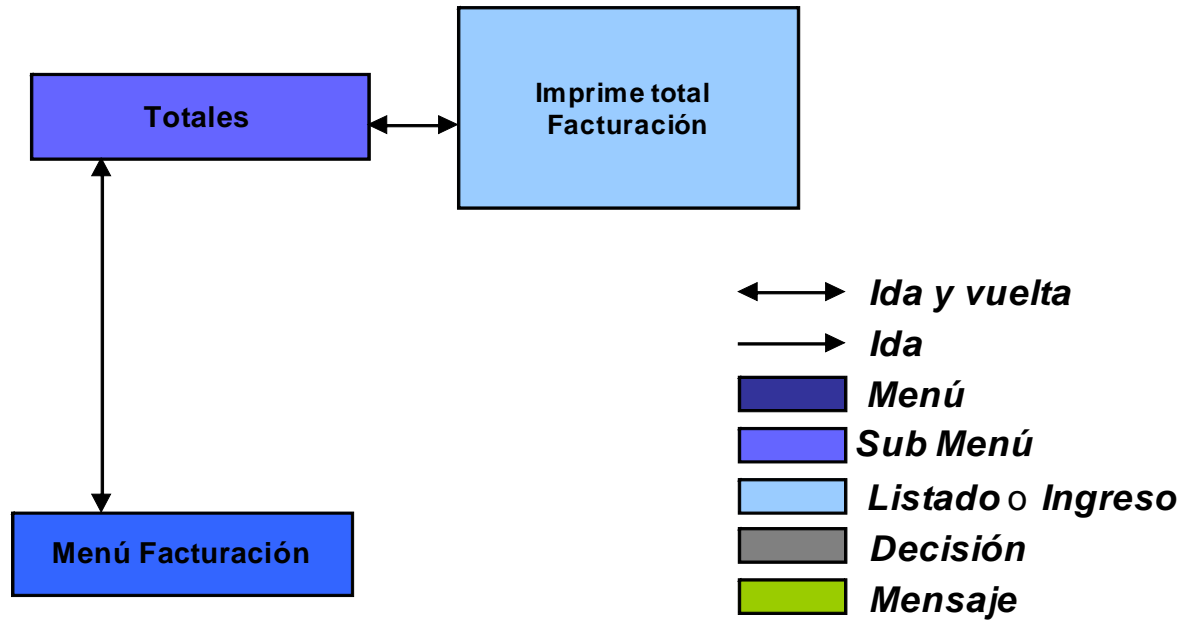 Imprime total
Facturación
Totales
Ida y vuelta
Ida
Menú
Sub Menú
Listado o Ingreso
Decisión
Mensaje
Menú Facturación